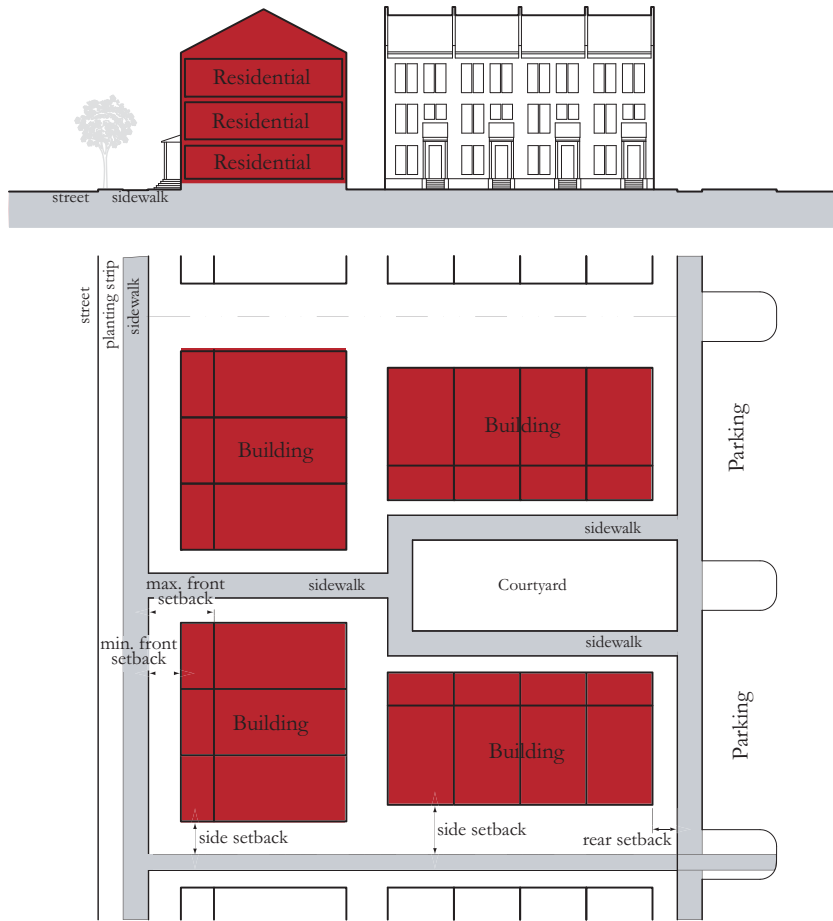 Residential
Residential
Residential
street
sidewalk
street
planting strip
sidewalk
Building
Building
Parking
sidewalk
max. front
setback
sidewalk
Courtyard
min. front
setback
sidewalk
Building
Building
Parking
side setback
side setback
rear setback